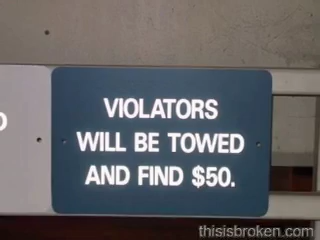 VIOLATORS
WILL BE TOWED
AND FIND $50.
thisisbroken.com